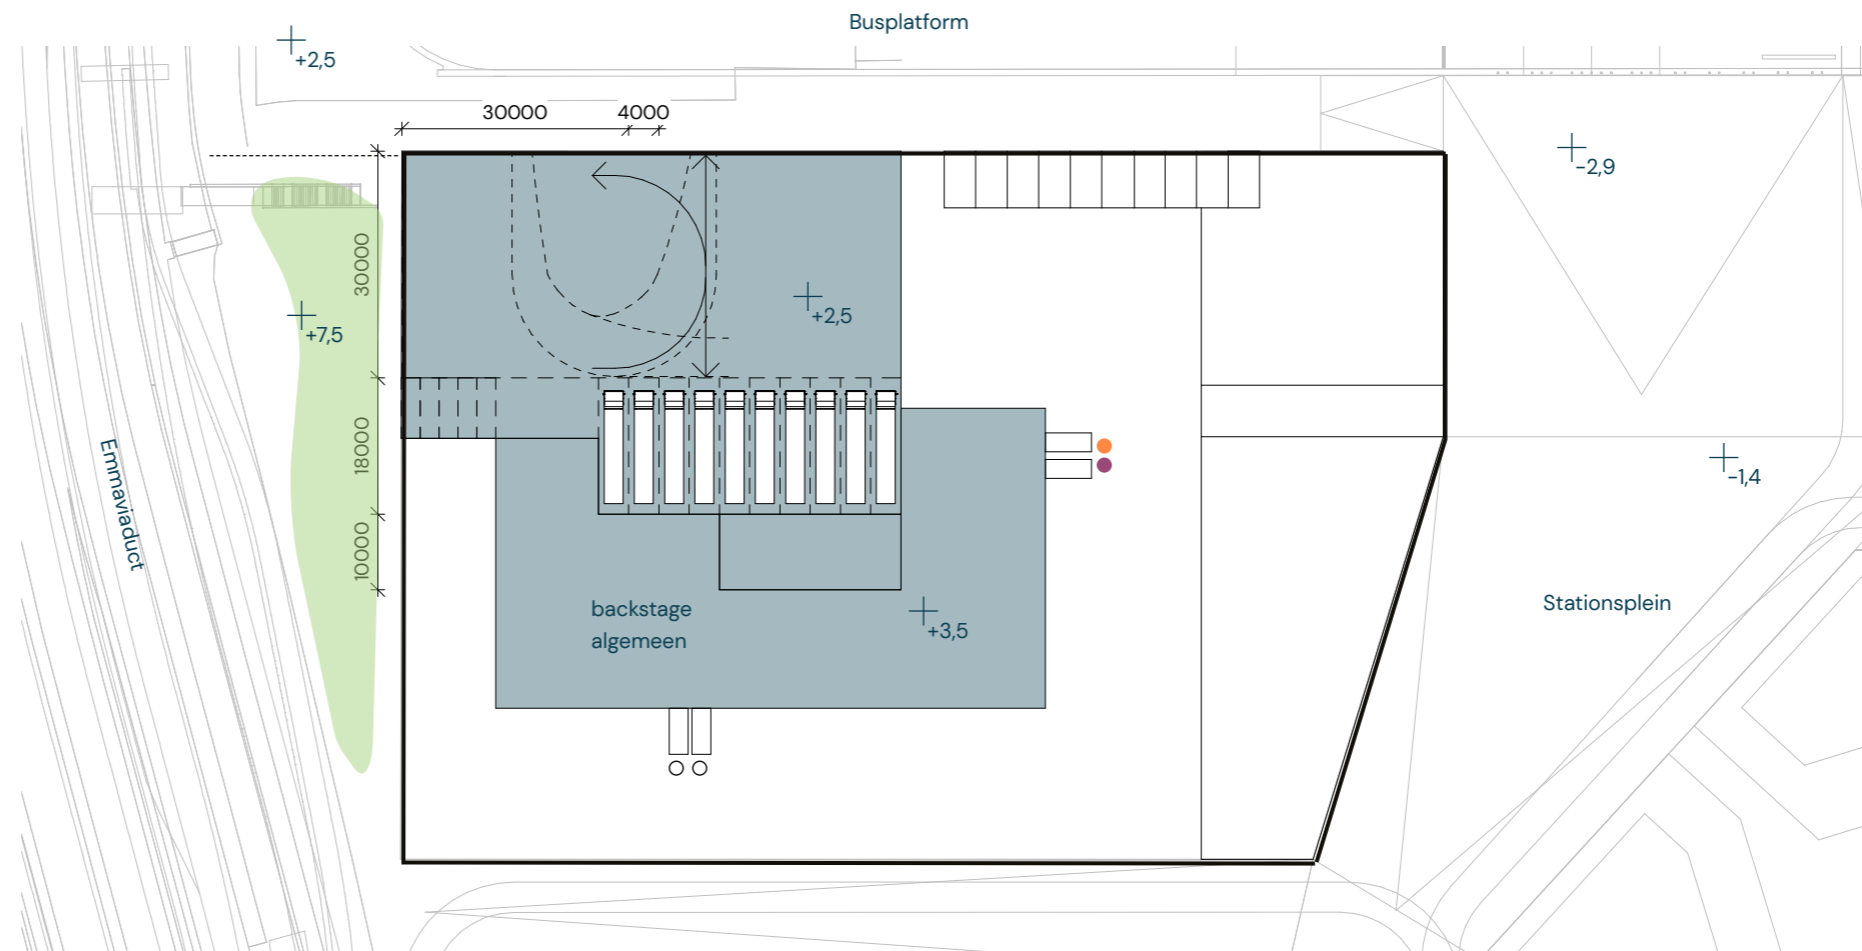 Busplatform
+2,5
30000
4000
-2,9
30000
+2,5
+7,5
18000
-1,4
Emmaviaduct
10000
Stationsplein
backstage
algemeen
+3,5